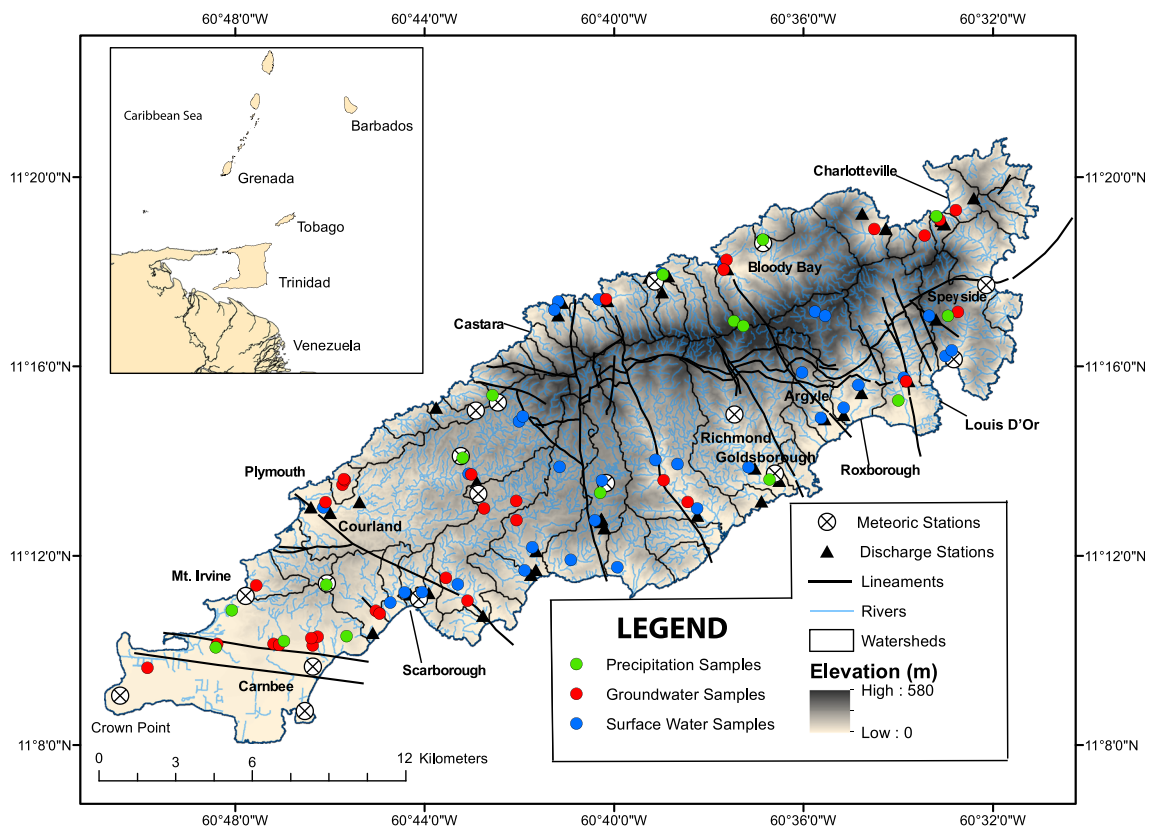 60°48'0"W 60°44'0"W 60°40'0"W 60°36'0"W 60°32'0"W
Caribbean Sea
Barbados
Grenada
Tobago
Trinidad
Venezuela
11°20'0"N
11°20'0"N
Charlotteville
Bloody Bay
Speyside
Castara
11°16'0"N
11°16'0"N
Argyle
Louis D'Or
Richmond
Goldsborough
Roxborough
Plymouth
Courland
11°12'0"N
11°12'0"N
Mt. Irvine
Scarborough
Carnbee
Crown Point
11°8'0"N
11°8'0"N
LEGEND
Precipitation Samples
Groundwater Samples
Surface Water Samples
Meteoric Stations
Discharge Stations
Lineaments
Rivers
Watersheds
Elevation (m)
High : 580
Low : 0
0 3 6 12 Kilometers
60°48'0"W 60°44'0"W 60°40'0"W 60°36'0"W 60°32'0"W